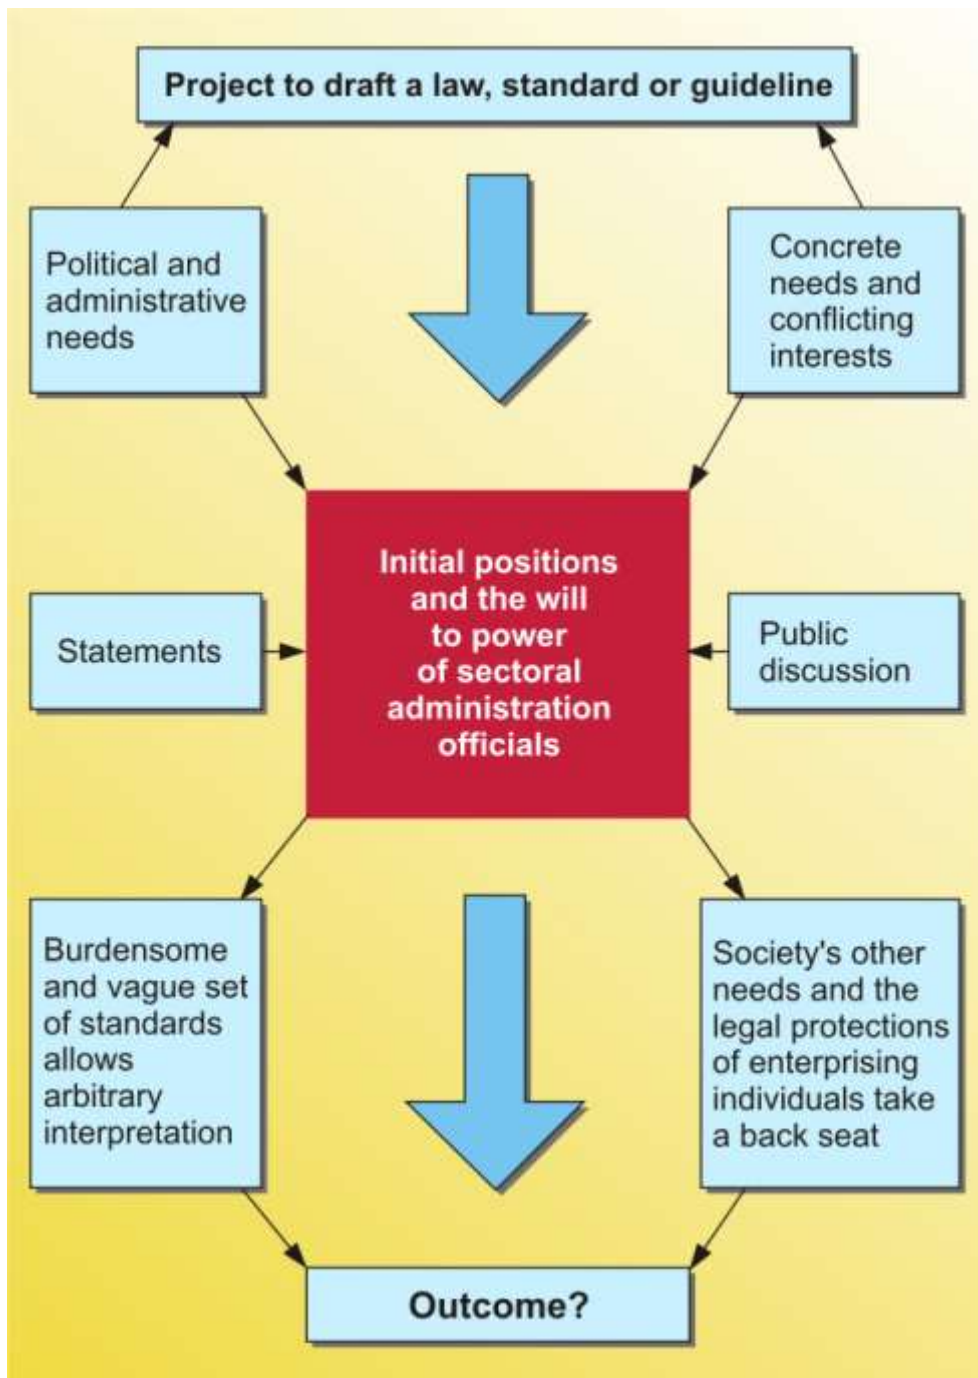 Project to draft a law, standard or guideline
Political and
administrative
needs
Concrete
needs and
conflicting
interests
Initial positions
and the will
to power
of sectoral
administration
officials
Statements
Public
discussion
Burdensome
and vague set
of standards
allows
arbitrary
interpretation
Society's other
needs and the
legal protections
of enterprising
individuals take
a back seat
Outcome?